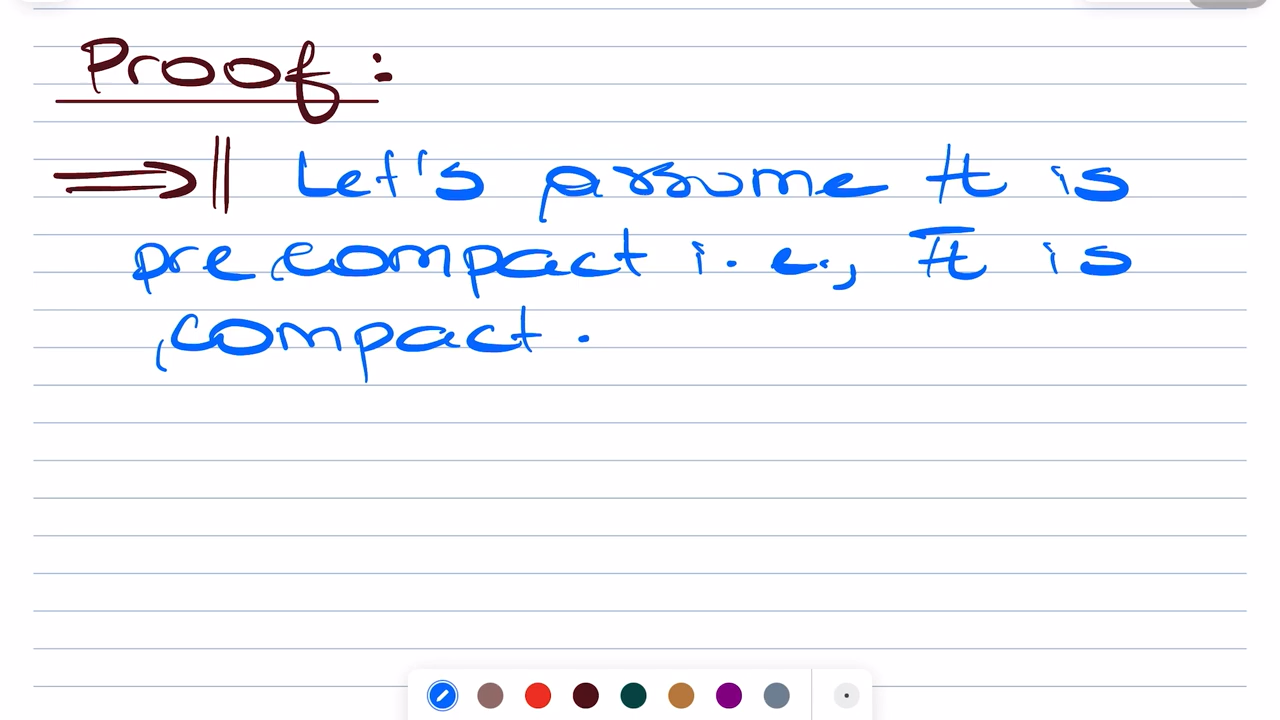 Proof :
⟹ || Let's assume ℱ is
precompact i.e., ℱ̅ is
compact.